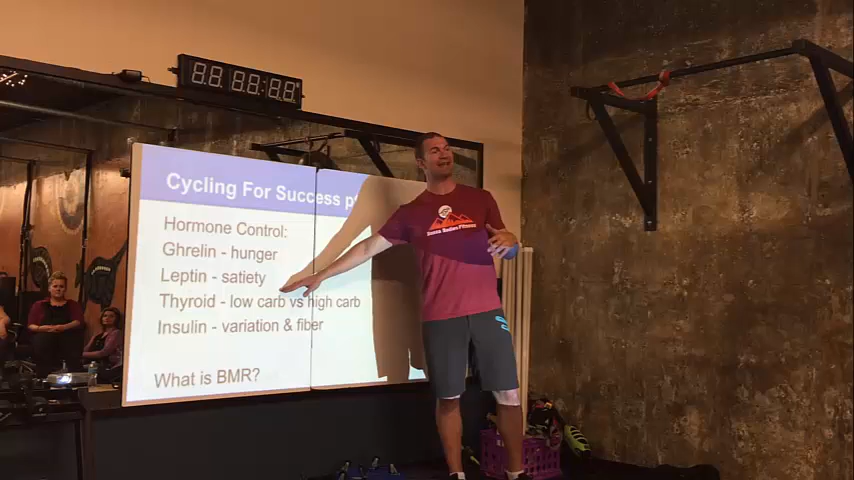 88 88:88
Cycling For Success p
Hormone Control:
Ghrelin - hunger
Leptin - satiety
Thyroid - low carb vs high carb
Insulin - variation & fiber
What is BMR?